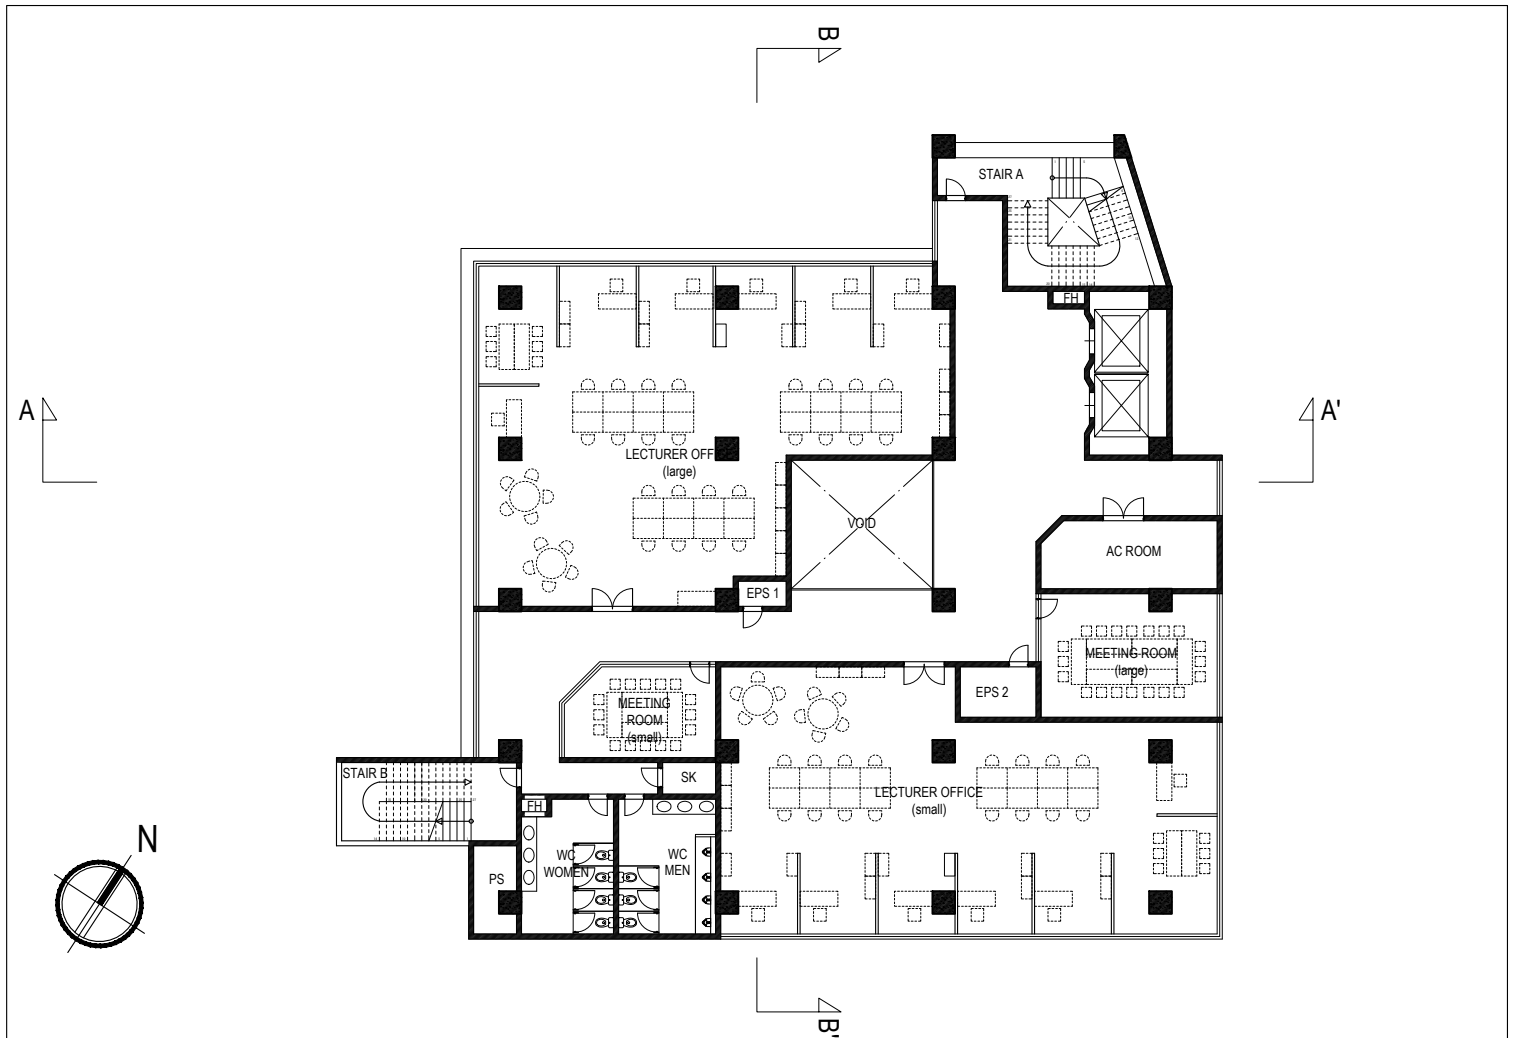 B
STAIR A
FH
A
A'
LECTURER OFF
(large)
VOID
AC ROOM
EPS 1
MEETING ROOM
(large)
EPS 2
MEETING
ROOM
(small)
STAIR B
SK
LECTURER OFFICE
(small)
FH
WC
WOMEN
WC
MEN
PS
N
B'